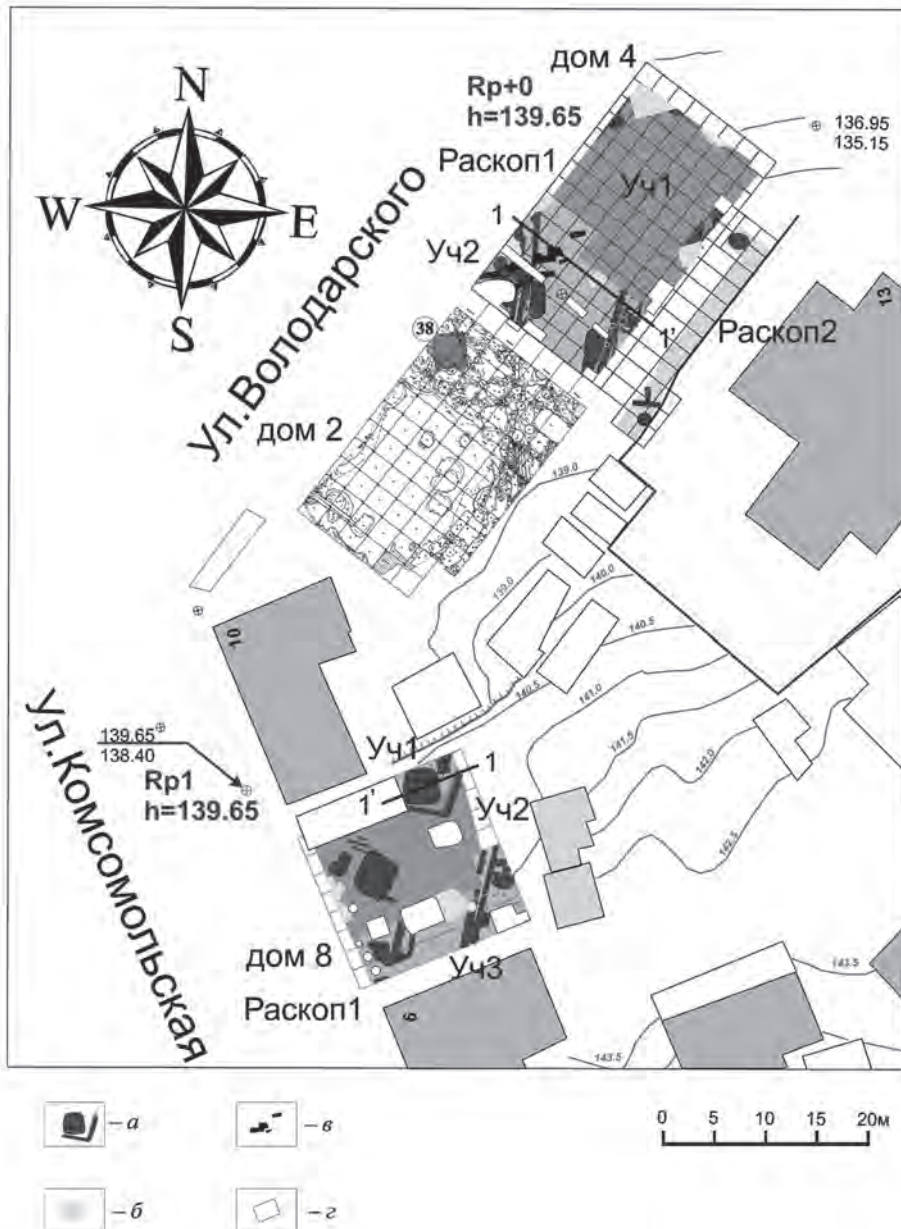 дом 4
N
Rp+0
h=139.65
136.95
135.15
Раскоп1
Уч1
W
E
1
Уч2
S
13
38
1'
Раскоп2
Ул.Володарского
дом 2
139.0
139.0
140.0
10
140.5
140.5
141.0
Ул.Комсомольская
139.65
138.40
141.5
142.0
Уч1
1
Rp1
h=139.65
1'
Уч2
142.5
дом 8
Уч3
143.5
Раскоп1
6
143.5
– а
– в
0 5 10 15 20м
– б
– г